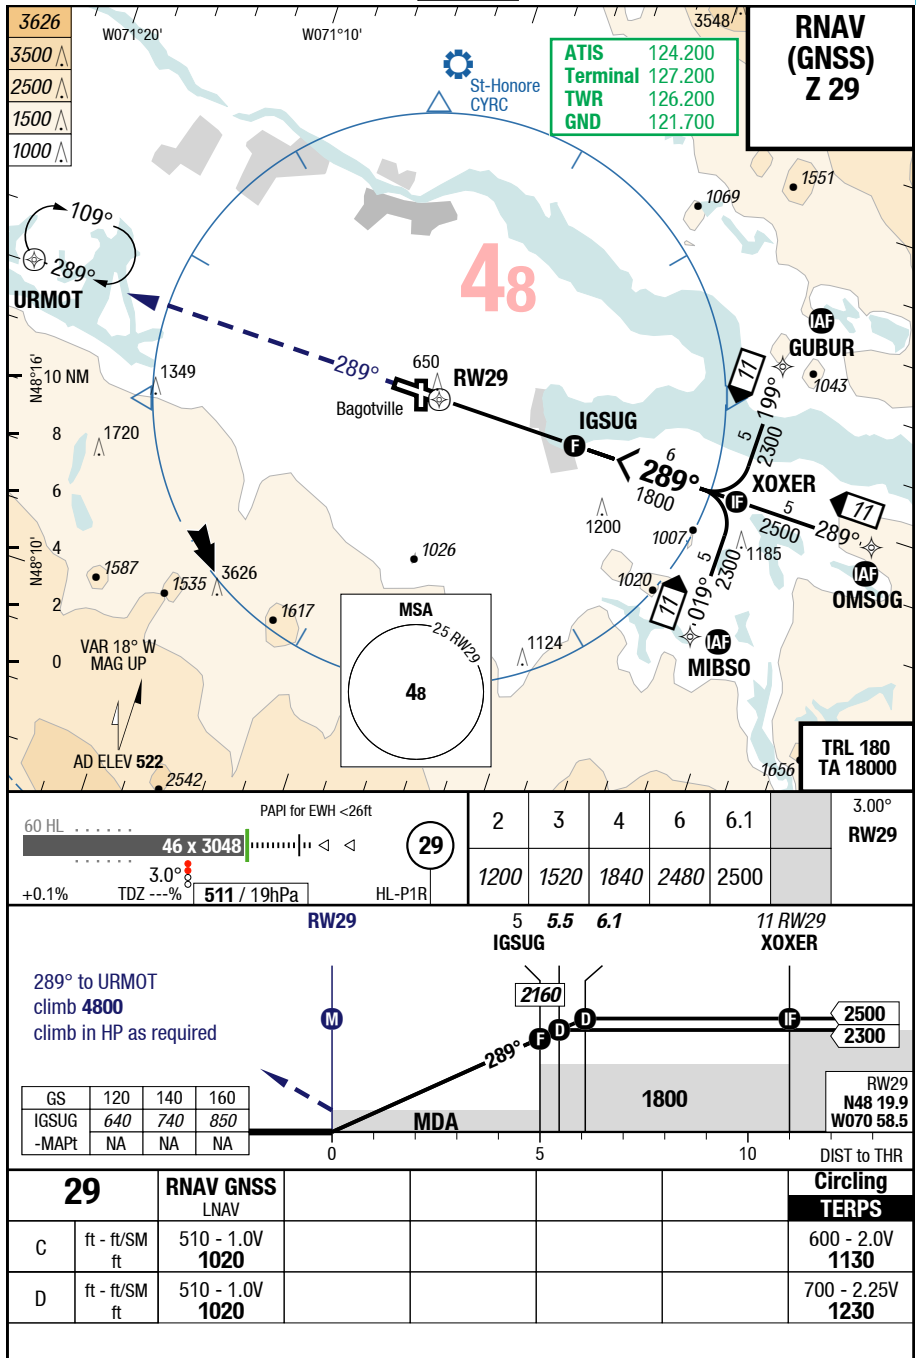 3626
3500
2500
1500
1000
W071°20'
W071°10'
3548
RNAV
(GNSS)
Z 29
ATIS 124.200
Terminal 127.200
TWR 126.200
GND 121.700
St-Honore
CYRC
1551
1069
109°
289°
URMOT
48
IAF
GUBUR
289°
650
RW29
Bagotville
N48°16'
10 NM
1349
11
199°
1043
5
2300
IGSUG
F
8
1720
6
289°
1800
XOXER
IF
5
2500
289°
11
6
1200
1007
1185
N48°10'
4
1026
5
2300
019°
11
IAF
OMSOG
1587
1535
3626
1020
2
1617
MSA
25 RW29
48
1124
IAF
MIBSO
VAR 18° W
MAG UP
0
AD ELEV 522
2542
1656
TRL 180
TA 18000
60 HL
PAPI for EWH <26ft
46 x 3048
3.0°
+0.1%
TDZ ---%
511 / 19hPa
HL-P1R
29
2 3 4 6 6.1
1200 1520 1840 2480 2500
3.00°
RW29
RW29
5 5.5 6.1
IGSUG
11 RW29
XOXER
289° to URMOT
climb 4800
climb in HP as required
2160
M
289°
F
D
D
IF
2500
2300
1800
MDA
GS 120 140 160
IGSUG 640 740 850
-MAPt NA NA NA
RW29
N48 19.9
W070 58.5
0 5 10 DIST to THR
29
RNAV GNSS
LNAV
Circling
TERPS
C
ft - ft/SM
ft
510 - 1.0V
1020
600 - 2.0V
1130
D
ft - ft/SM
ft
510 - 1.0V
1020
700 - 2.25V
1230